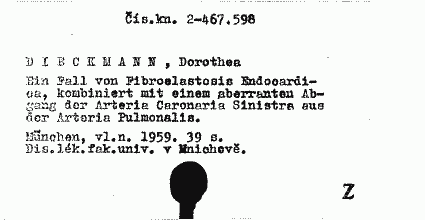 Čís.kn. 2-467.598
DIECKMANN, Dorothea
Ein Fall von Fibroelastosis Endocardi-
ca, kombiniert mit einem aberranten Ab-
gang der Arteria Caronaria Sinistra aus
der Arteria Pulmonalis.
München, vl.n. 1959. 39 s.
Dis.lék.fak.univ. v Mnichově.
Z